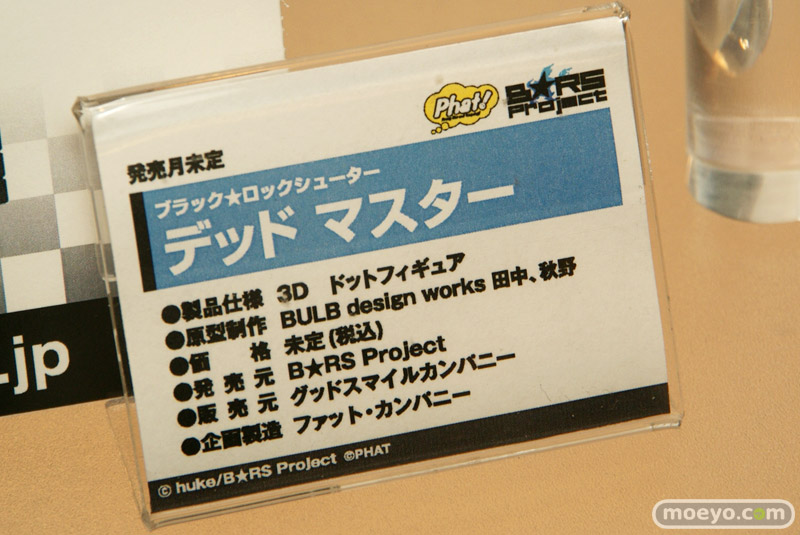 Phat!
B★RS
Project
発売月未定
ブラック★ロックシューター
デッド マスター
●製品仕様 3D ドットフィギュア
●原型制作 BULB design works 田中、秋野
●価 格 未定(税込)
●発 売 元 B★RS Project
●販 売 元 グッドスマイルカンパニー
●企画製造 ファット・カンパニー
© huke/B★RS Project ©PHAT
.jp
moeyo.com